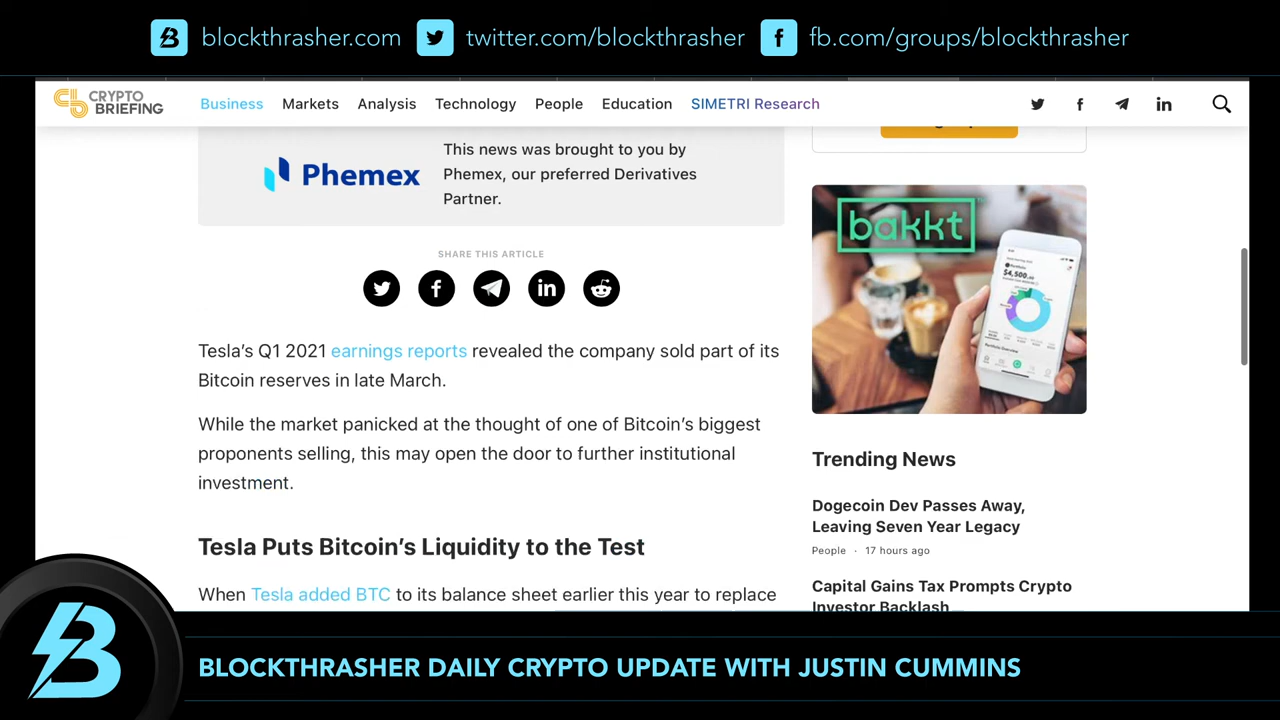 blockthrasher.com
twitter.com/blockthrasher
fb.com/groups/blockthrasher
CRYPTO
BRIEFING
Business
Markets
Analysis
Technology
People
Education
SIMETRI Research
Phemex
This news was brought to you by
Phemex, our preferred Derivatives
Partner.
SHARE THIS ARTICLE
Tesla's Q1 2021 earnings reports revealed the company sold part of its
Bitcoin reserves in late March.
While the market panicked at the thought of one of Bitcoin's biggest
proponents selling, this may open the door to further institutional
investment.
Tesla Puts Bitcoin's Liquidity to the Test
When Tesla added BTC to its balance sheet earlier this year to replace
bakkt
$4,500
Trending News
Dogecoin Dev Passes Away,
Leaving Seven Year Legacy
People · 17 hours ago
Capital Gains Tax Prompts Crypto
Investor Backlash
BLOCKTHRASHER DAILY CRYPTO UPDATE WITH JUSTIN CUMMINS